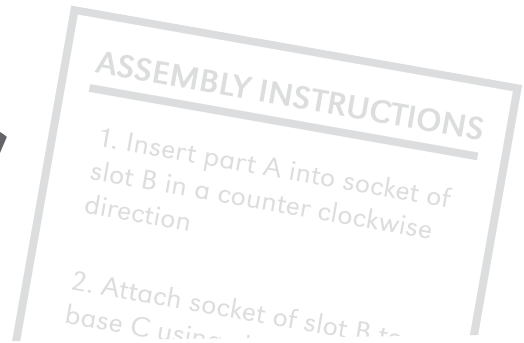 ASSEMBLY INSTRUCTIONS
1. Insert part A into socket of
slot B in a counter clockwise
direction
2. Attach socket of slot B to
base C using